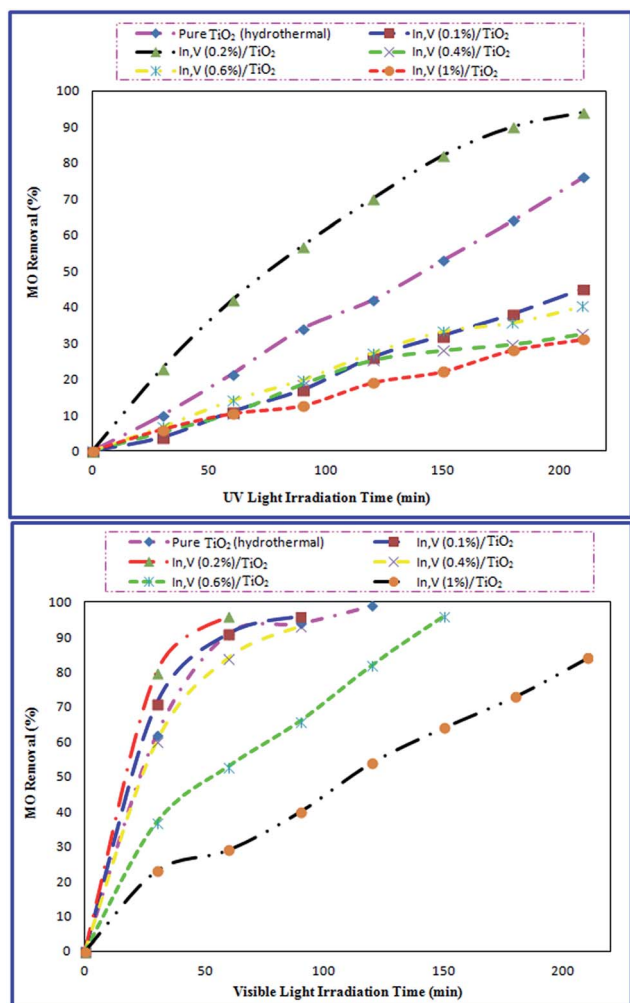 Pure TiO₂ (hydrothermal) In,V (0.1%)/TiO₂
In,V (0.2%)/TiO₂ In,V (0.4%)/TiO₂
In,V (0.6%)/TiO₂ In,V (1%)/TiO₂
100
90
80
70
60
50
40
30
20
10
0
MO Removal (%)
0 50 100 150 200
UV Light Irradiation Time (min)
Pure TiO₂ (hydrothermal) In,V (0.1%)/TiO₂
In,V (0.2%)/TiO₂ In,V (0.4%)/TiO₂
In,V (0.6%)/TiO₂ In,V (1%)/TiO₂
100
90
80
70
60
50
40
30
20
10
0
MO Removal (%)
0 50 100 150 200
Visible Light Irradiation Time (min)